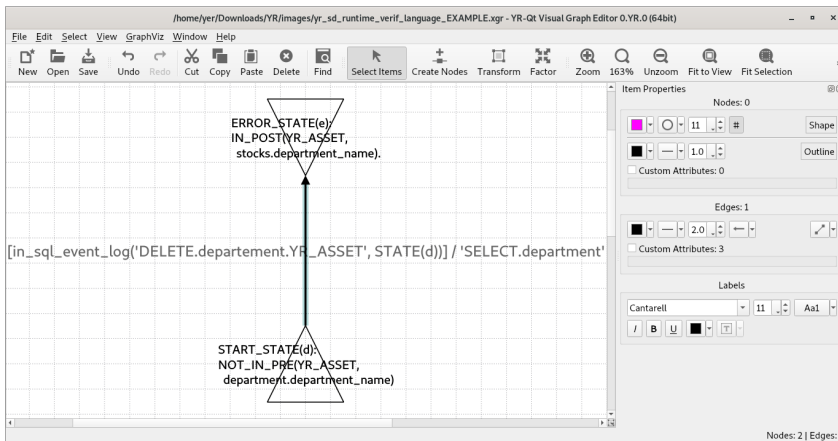 /home/yer/Downloads/YR/images/yr_sd_runtime_verif_language_EXAMPLE.xgr - YR-Qt Visual Graph Editor 0.YR.0 (64bit)
File Edit Select View GraphViz Window Help
New Open Save Undo Redo Cut Copy Paste Delete Find Select Items Create Nodes Transform Factor Zoom 163% Unzoom Fit to View Fit Selection
Item Properties
Nodes: 0
11 # Shape
1.0 Outline
Custom Attributes: 0
Edges: 1
2.0
Custom Attributes: 3
Labels
Cantarell 11 Aa1
I B U T
ERROR_STATE(e):
IN_POST(YR_ASSET,
stocks.department_name).
[in_sql_event_log('DELETE.departement.YR_ASSET', STATE(d))] / 'SELECT.department'
START_STATE(d):
NOT_IN_PRE(YR_ASSET,
department.department_name)
Nodes: 2 | Edges: